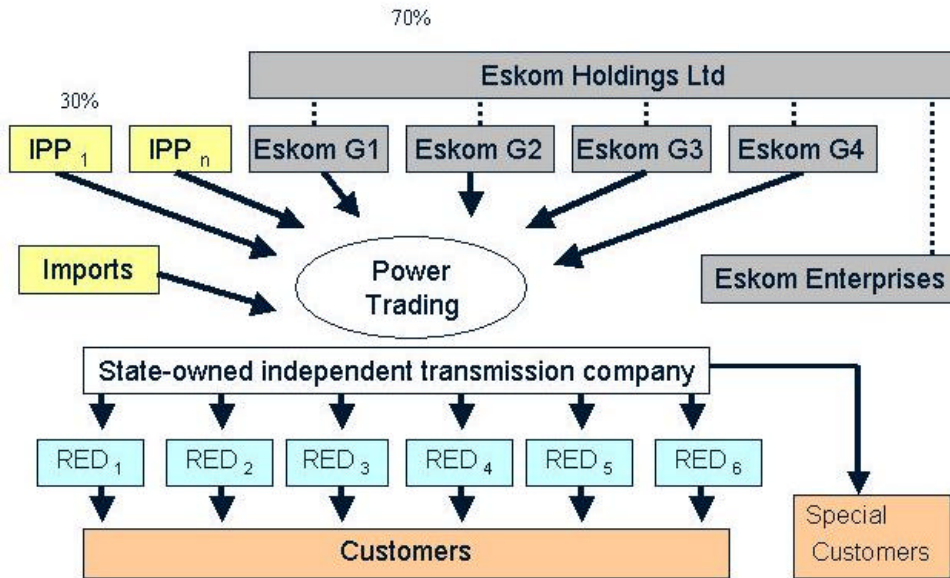 70%
Eskom Holdings Ltd
30%
IPP 1
IPP n
Eskom G1
Eskom G2
Eskom G3
Eskom G4
Imports
Power
Trading
Eskom Enterprises
State-owned independent transmission company
RED 1
RED 2
RED 3
RED 4
RED 5
RED 6
Customers
Special
Customers